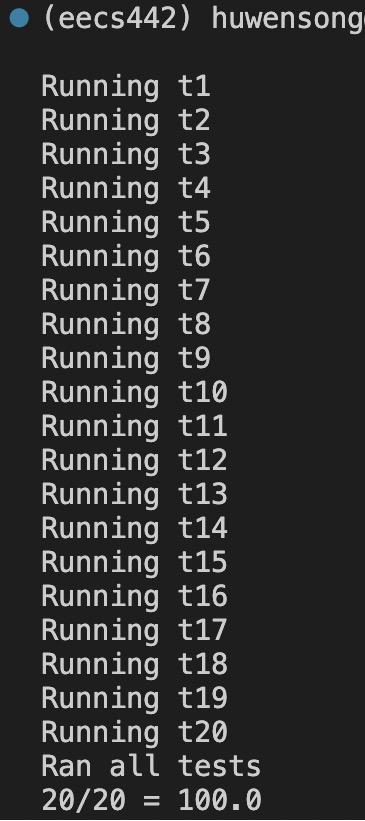 (eecs442) huwensong
Running t1
Running t2
Running t3
Running t4
Running t5
Running t6
Running t7
Running t8
Running t9
Running t10
Running t11
Running t12
Running t13
Running t14
Running t15
Running t16
Running t17
Running t18
Running t19
Running t20
Ran all tests
20/20 = 100.0